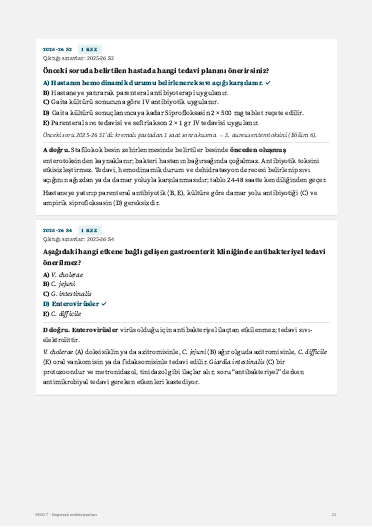 2025-26 S2 1 KEZ
Çıktığı sınavlar: 2025-26 S2
Önceki soruda belirtilen hastada hangi tedavi planını önerirsiniz?
A) Hastanın hemodinamik durumu belirlenerek sıvı açığı karşılanır. ✓
B) Hastaneye yatırarak parenteral antibiyoterapi uygulanır.
C) Gaita kültürü sonucuna göre IV antibiyotik uygulanır.
D) Gaita kültürü sonuçlanıncaya kadar Siprofloksasin 2 × 500 mg tablet reçete edilir.
E) Parenteral sıvı tedavisi ve seftriakson 2 × 1 gr IV tedavisi verilir.
Önceki soru 2025-26 S1'di: kremalı pastadan 1 saat sonra kusma → S. aureus enterotoksini (Bölüm 6).
A doğru. Stafilokok besin zehirlenmesinde belirtiler besinde önceden oluşmuş
enterotoksinden kaynaklanır; bakteri hastanın bağırsağında çoğalmaz. Antibiyotik toksini
etkisizleştirmez. Tedavi, hemodinamik durum ve dehidratasyon derecesi belirlenip sıvı
açığını ağızdan ya da damar yoluyla karşılanmasıdır; tablo 24-48 saatte kendiliğinden geçer.
Hastaneye yatırıp parenteral antibiyotik (B, E), kültüre göre damar yolu antibiyotiği (C) ve
ampirik siprofloksasin (D) gereksizdir.
2025-26 S4 1 KEZ
Çıktığı sınavlar: 2025-26 S4
Aşağıdaki hangi etkene bağlı gelişen gastroenterit kliniğinde antibakteriyel tedavi
önerilmez?
A) V. cholerae
B) C. jejuni
C) G. intestinalis
D) Enterovirüsler ✓
E) C. difficile
D doğru. Enterovirüsler virüs olduğu için antibakteriyel ilaçtan etkilenmez; tedavi sıvı-
elektrolittir.
V. cholerae (A) doksisiklin ya da azitromisinle, C. jejuni (B) ağır olguda azitromisinle, C. difficile
(E) oral vankomisin ya da fidaksomisinle tedavi edilir. Giardia intestinalis (C) bir
protozoondur ve metronidazol, tinidazol gibi ilaçlar alır; soru "antibakteriyel" derken
antimikrobiyal tedavi gereken etkenleri kastediyor.